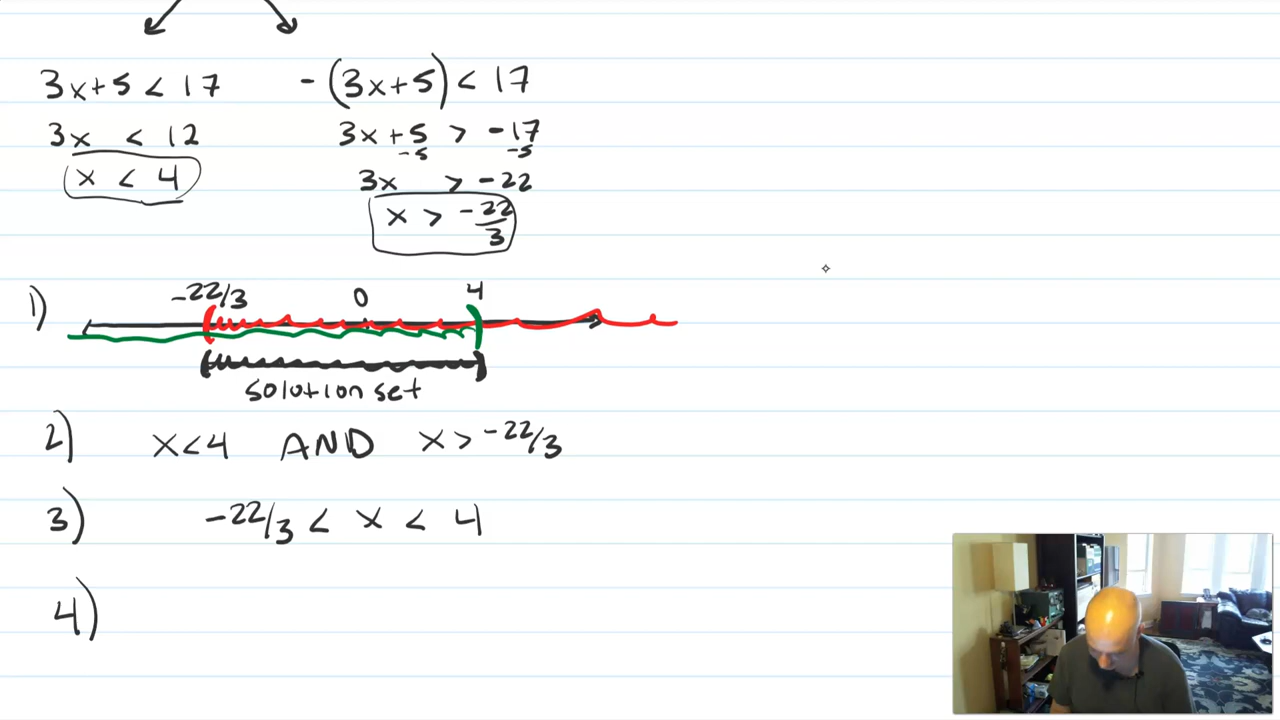 3x+5 < 17
3x < 12
x < 4
-(3x+5) < 17
3x+5 > -17
-5 -5
3x > -22
x > -22/3
1)
-22/3 0 4
solution set
2) x<4 AND x>-22/3
3) -22/3 < x < 4
4)